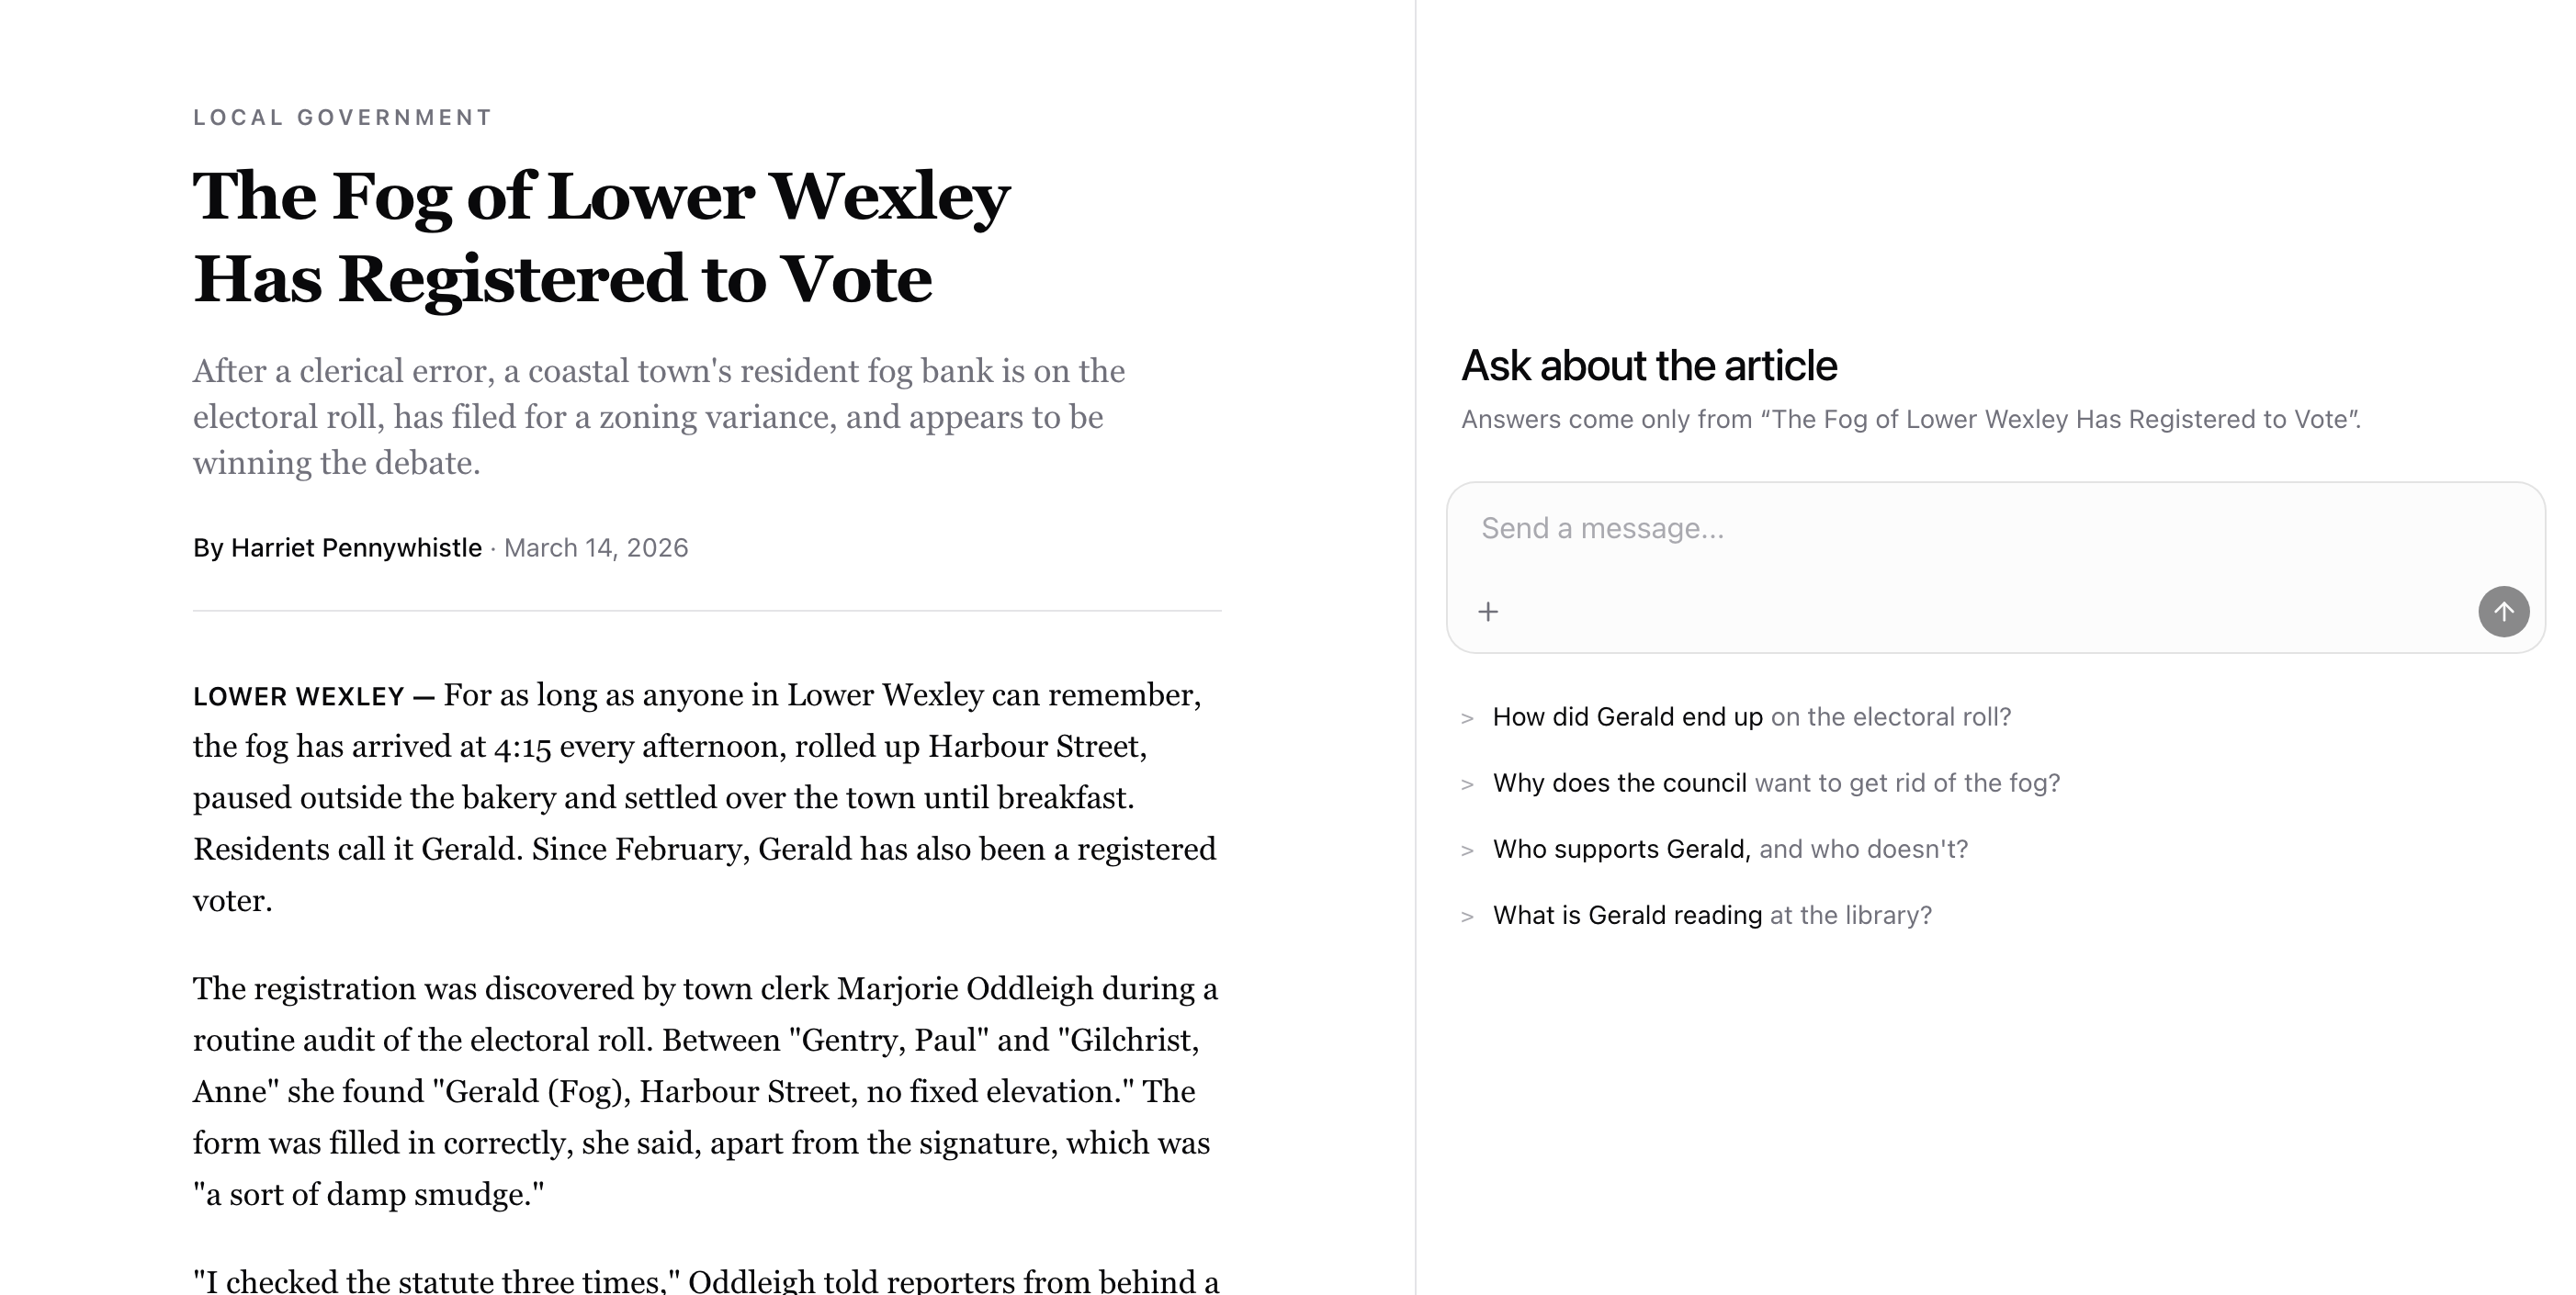 LOCAL GOVERNMENT
The Fog of Lower Wexley
Has Registered to Vote
After a clerical error, a coastal town's resident fog bank is on the
electoral roll, has filed for a zoning variance, and appears to be
winning the debate.
By Harriet Pennywhistle · March 14, 2026
LOWER WEXLEY — For as long as anyone in Lower Wexley can remember,
the fog has arrived at 4:15 every afternoon, rolled up Harbour Street,
paused outside the bakery and settled over the town until breakfast.
Residents call it Gerald. Since February, Gerald has also been a registered
voter.
The registration was discovered by town clerk Marjorie Oddleigh during a
routine audit of the electoral roll. Between "Gentry, Paul" and "Gilchrist,
Anne" she found "Gerald (Fog), Harbour Street, no fixed elevation." The
form was filled in correctly, she said, apart from the signature, which was
"a sort of damp smudge."
"I checked the statute three times," Oddleigh told reporters from behind a
Ask about the article
Answers come only from “The Fog of Lower Wexley Has Registered to Vote”.
Send a message...
+
> How did Gerald end up on the electoral roll?
> Why does the council want to get rid of the fog?
> Who supports Gerald, and who doesn't?
> What is Gerald reading at the library?